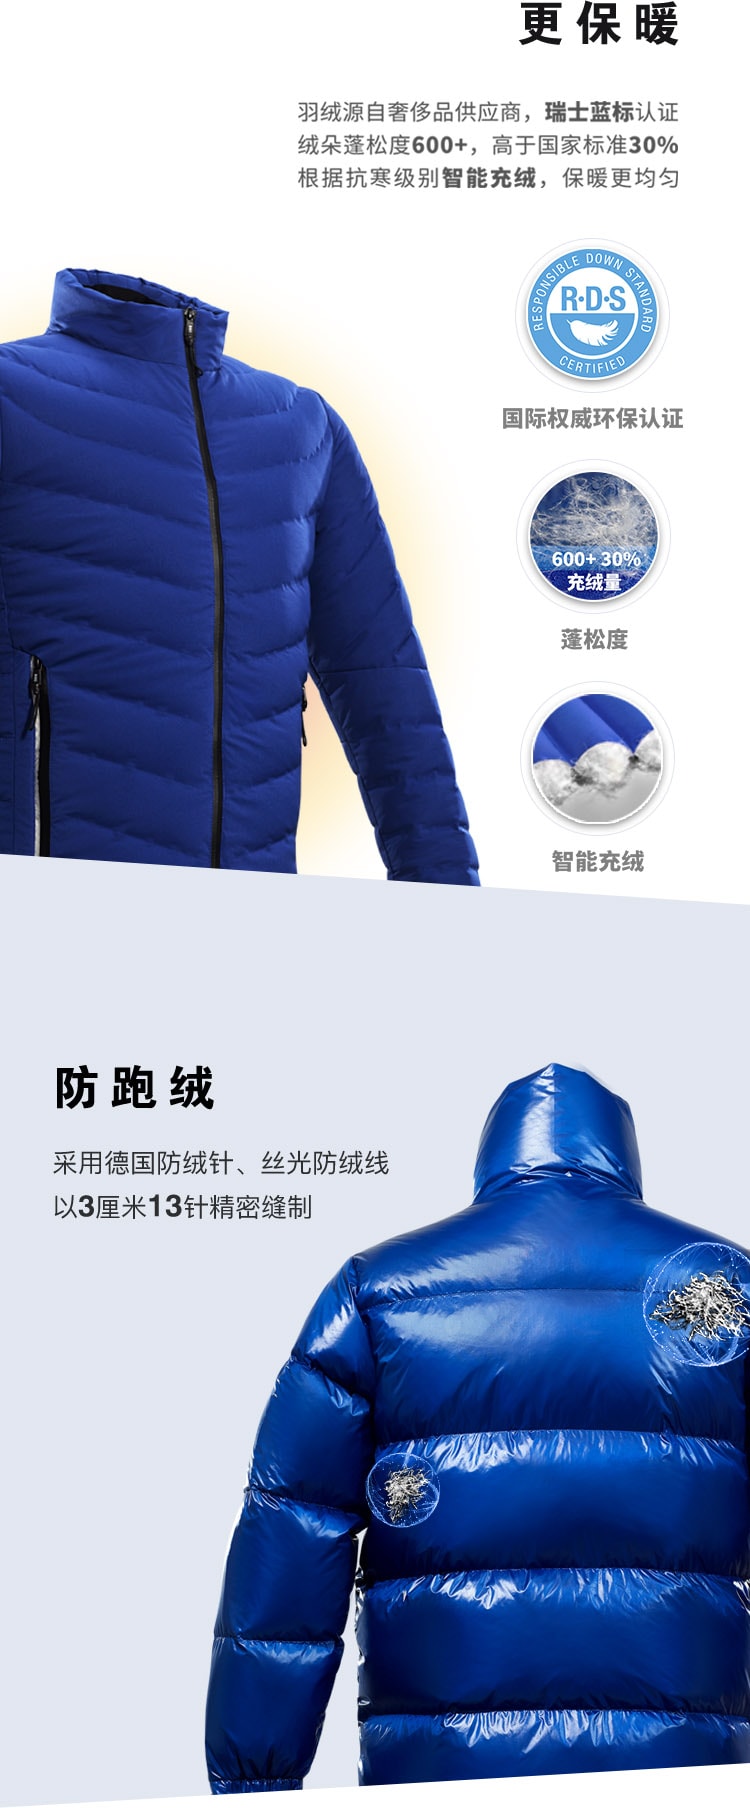 更保暖
羽绒源自奢侈品供应商，瑞士蓝标认证
绒朵蓬松度600+，高于国家标准30%
根据抗寒级别智能充绒，保暖更均匀
RESPONSIBLE DOWN STANDARD
R·D·S
CERTIFIED
国际权威环保认证
600+ 30%
充绒量
蓬松度
智能充绒
防跑绒
采用德国防绒针、丝光防绒线
以3厘米13针精密缝制